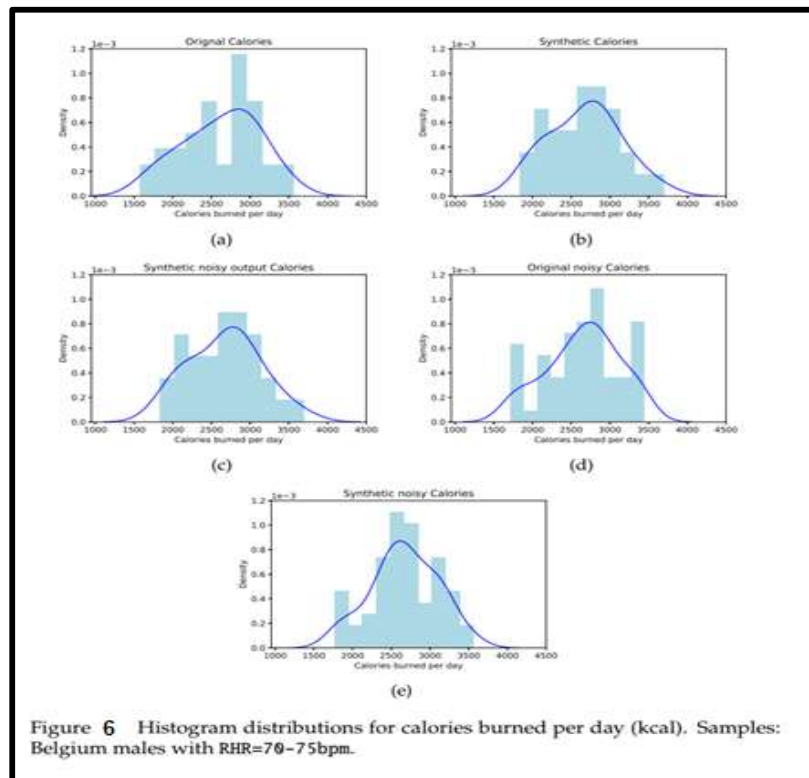 Orignal Calories
1e−3
1.2
1.0
0.8
0.6
0.4
0.2
0.0
Density
1000 1500 2000 2500 3000 3500 4000 4500
Calories burned per day
(a)
Synthetic Calories
1e−3
1.2
1.0
0.8
0.6
0.4
0.2
0.0
Density
1000 1500 2000 2500 3000 3500 4000 4500
Calories burned per day
(b)
Synthetic noisy output Calories
1e−3
1.2
1.0
0.8
0.6
0.4
0.2
0.0
Density
1000 1500 2000 2500 3000 3500 4000 4500
Calories burned per day
(c)
Original noisy Calories
1e−3
1.2
1.0
0.8
0.6
0.4
0.2
0.0
Density
1000 1500 2000 2500 3000 3500 4000 4500
Calories burned per day
(d)
Synthetic noisy Calories
1e−3
1.2
1.0
0.8
0.6
0.4
0.2
0.0
Density
1000 1500 2000 2500 3000 3500 4000 4500
Calories burned per day
(e)
Figure 6 Histogram distributions for calories burned per day (kcal). Samples:
Belgium males with RHR=70-75bpm.